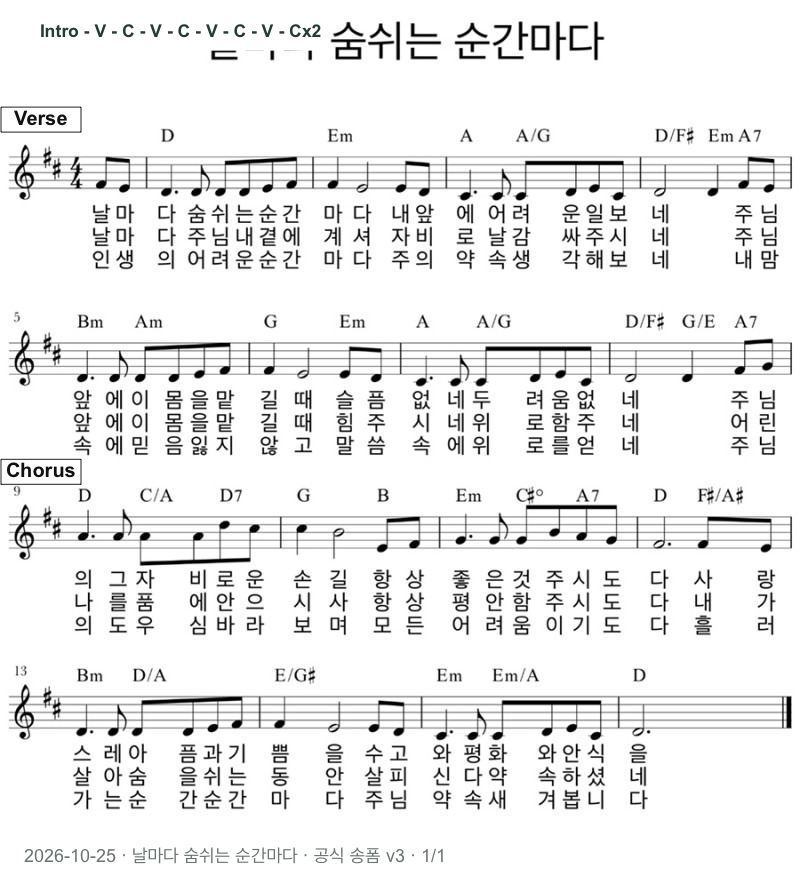 Intro - V - C - V - C - V - C - V - Cx2
숨쉬는 순간마다
Verse
D Em A A/G D/F♯ Em A7
날마 다 숨쉬는순간 마다 내앞 에 어려 운일보 네 주님
날마 다 주님내곁에 계셔 자비 로 날감 싸주시 네 주님
인생 의 어려운순간 마다 주의 약 속생 각해보 네 내맘
5
Bm Am G Em A A/G D/F♯ G/E A7
앞 에이 몸을맡 길 때 슬픔 없 네두 려움없 네 주님
앞 에이 몸을맡 길 때 힘주 시 네위 로함주 네 어린
속 에믿 음잃지 않 고 말씀 속 에위 로를얻 네 주님
Chorus
9
D C/A D7 G B Em C♯° A7 D F♯/A♯
의 그자 비로운 손 길 항상 좋 은것 주시도 다 사 랑
나 를품 에안으 시 사 항상 평 안함 주시도 다 내 가
의 도우 심바라 보 며 모든 어 려움 이기도 다 흘 러
13
Bm D/A E/G♯ Em Em/A D
스 레아 픔과기 쁨 을 수고 와 평화 와안식 을
살 아숨 을쉬는 동 안 살피 신 다약 속하셨 네
가 는순 간순간 마 다 주님 약 속새 겨봅니 다
2026-10-25 · 날마다 숨쉬는 순간마다 · 공식 송폼 v3 · 1/1